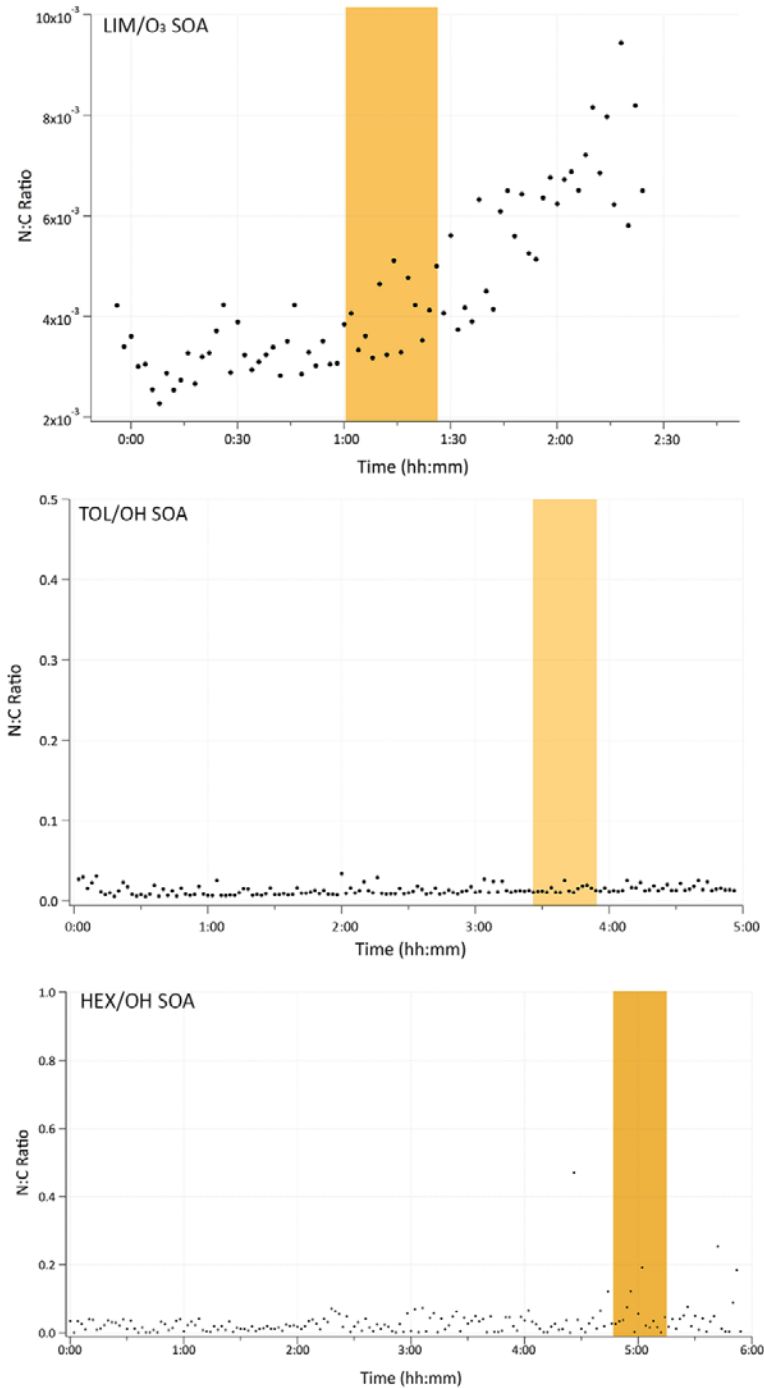 LIM/O₃ SOA
10x10⁻³
8x10⁻³
6x10⁻³
4x10⁻³
2x10⁻³
N:C Ratio
0:00 0:30 1:00 1:30 2:00 2:30
Time (hh:mm)
TOL/OH SOA
0.5
0.4
0.3
0.2
0.1
0.0
N:C Ratio
0:00 1:00 2:00 3:00 4:00 5:00
Time (hh:mm)
HEX/OH SOA
1.0
0.8
0.6
0.4
0.2
0.0
N:C Ratio
0:00 1:00 2:00 3:00 4:00 5:00 6:00
Time (hh:mm)